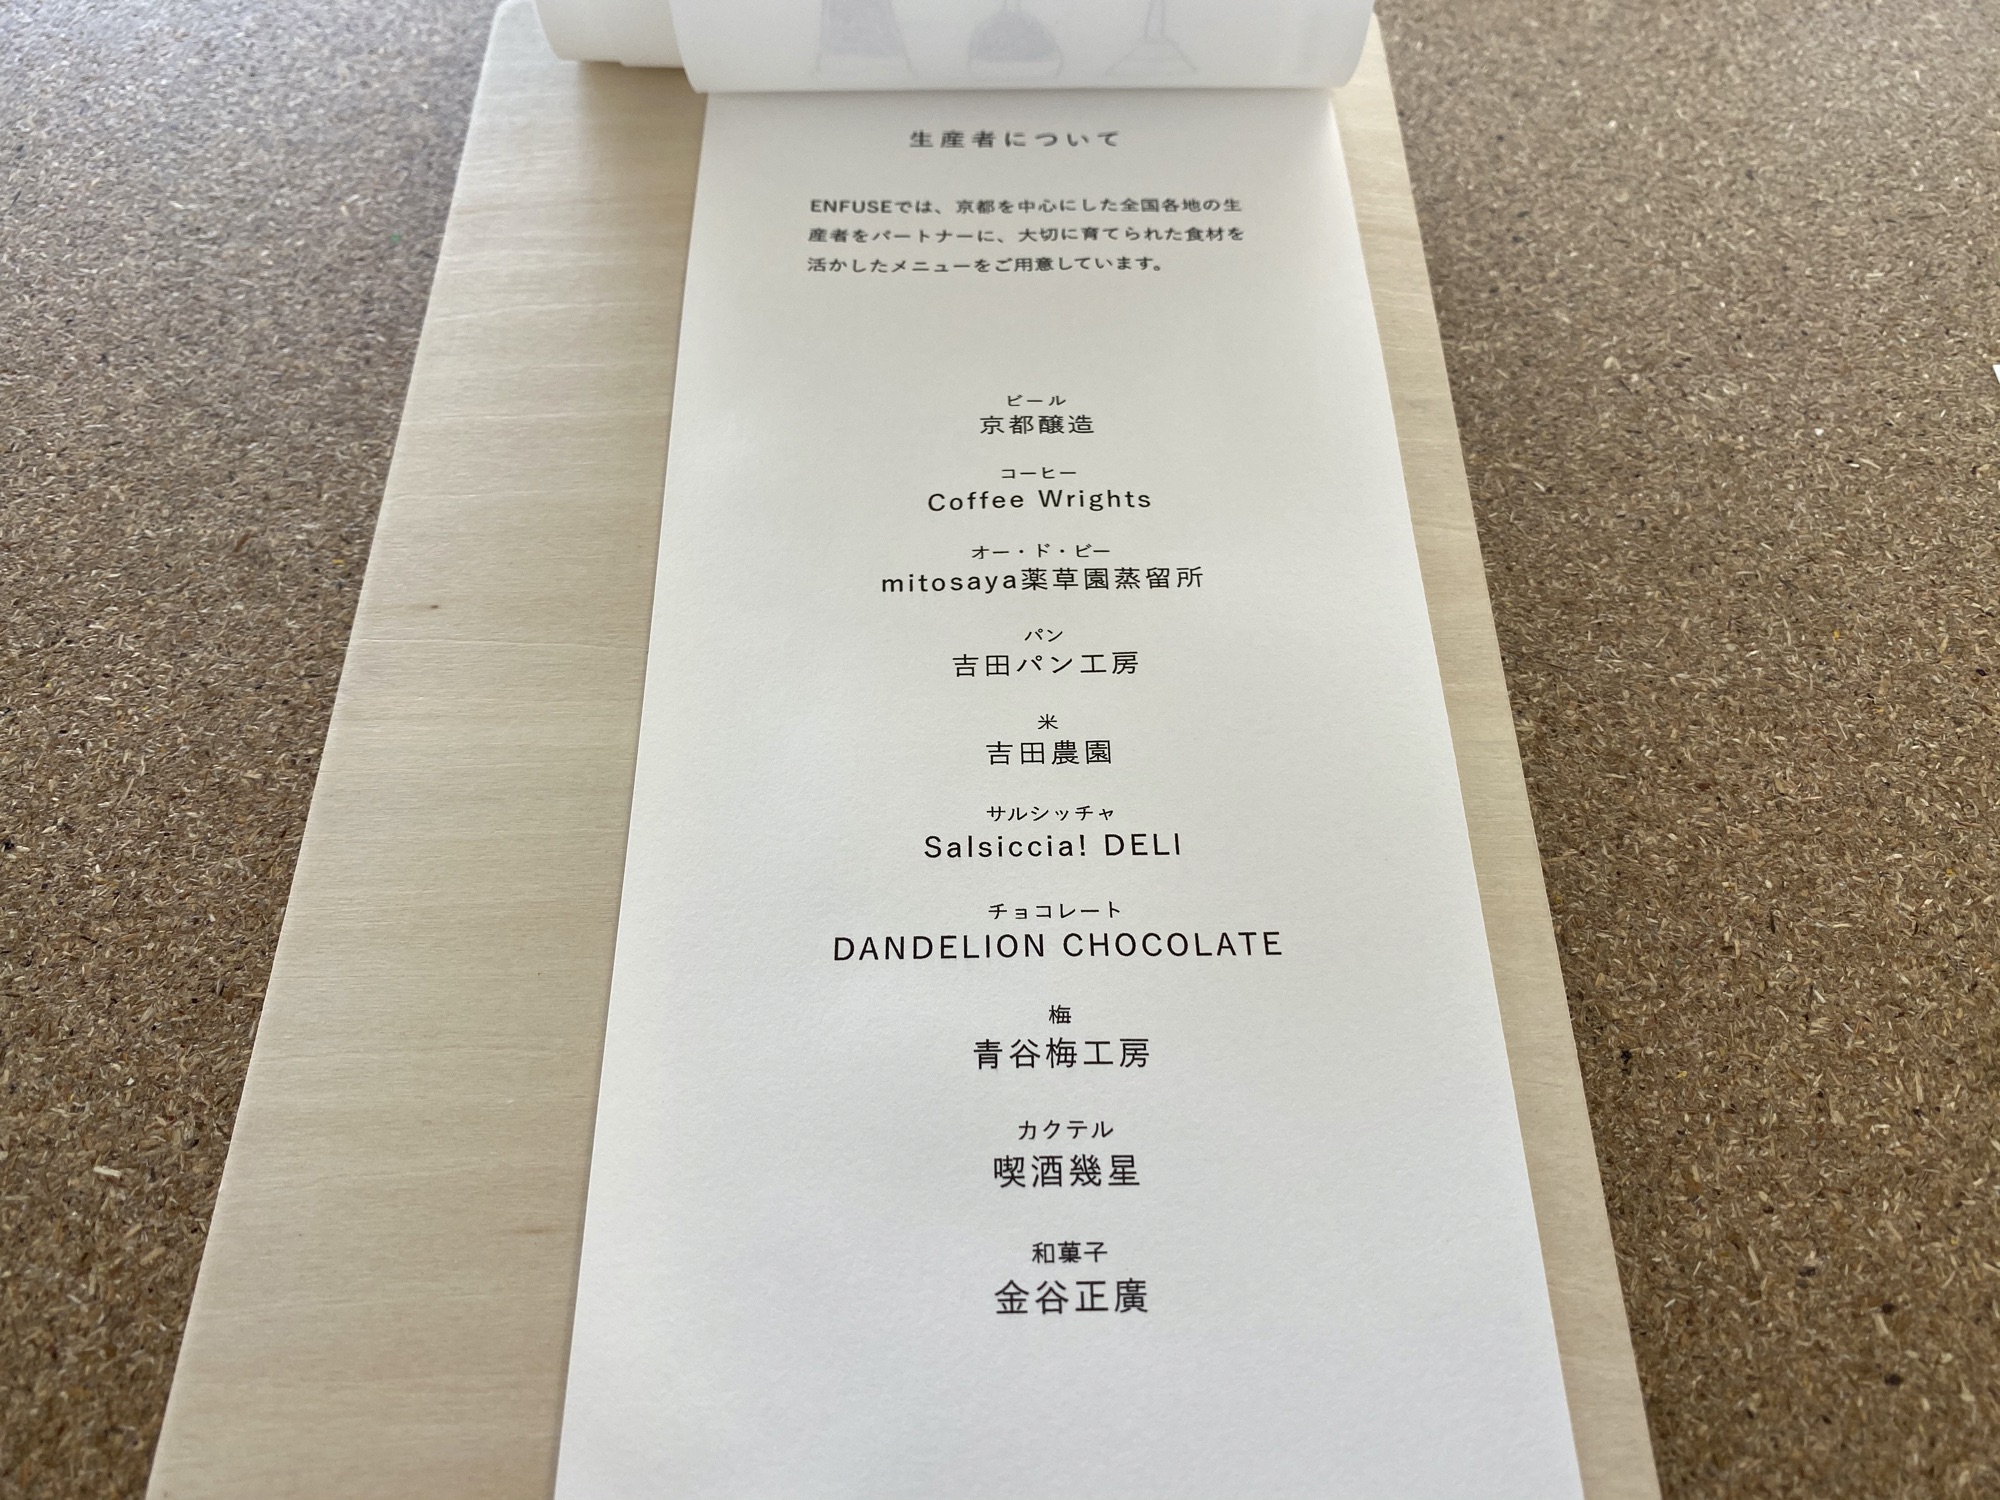 生産者について
ENFUSEでは、京都を中心にした全国各地の生
産者をパートナーに、大切に育てられた食材を
活かしたメニューをご用意しています。
ビール
京都醸造
コーヒー
Coffee Wrights
オー・ド・ビー
mitosaya薬草園蒸留所
パン
吉田パン工房
米
吉田農園
サルシッチャ
Salsiccia! DELI
チョコレート
DANDELION CHOCOLATE
梅
青谷梅工房
カクテル
喫酒幾星
和菓子
金谷正廣